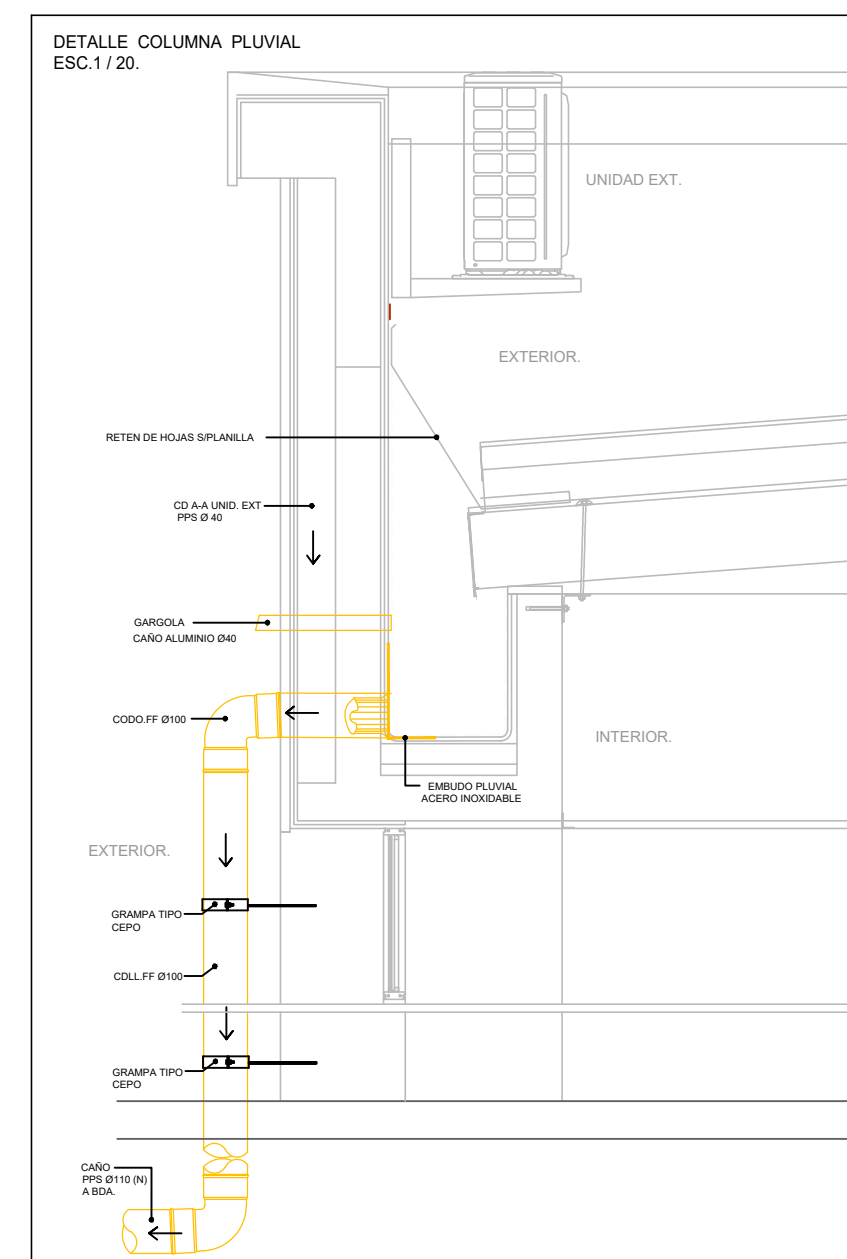 DETALLE COLUMNA PLUVIAL
ESC.1 / 20.
UNIDAD EXT.
EXTERIOR.
RETEN DE HOJAS S/PLANILLA
CD A-A UNID. EXT
PPS Ø 40
GARGOLA
CAÑO ALUMINIO Ø40
CODO.FF Ø100
INTERIOR.
EMBUDO PLUVIAL
ACERO INOXIDABLE
EXTERIOR.
GRAMPA TIPO
CEPO
CDLL.FF Ø100
GRAMPA TIPO
CEPO
CAÑO
PPS Ø110 (N)
A BDA.